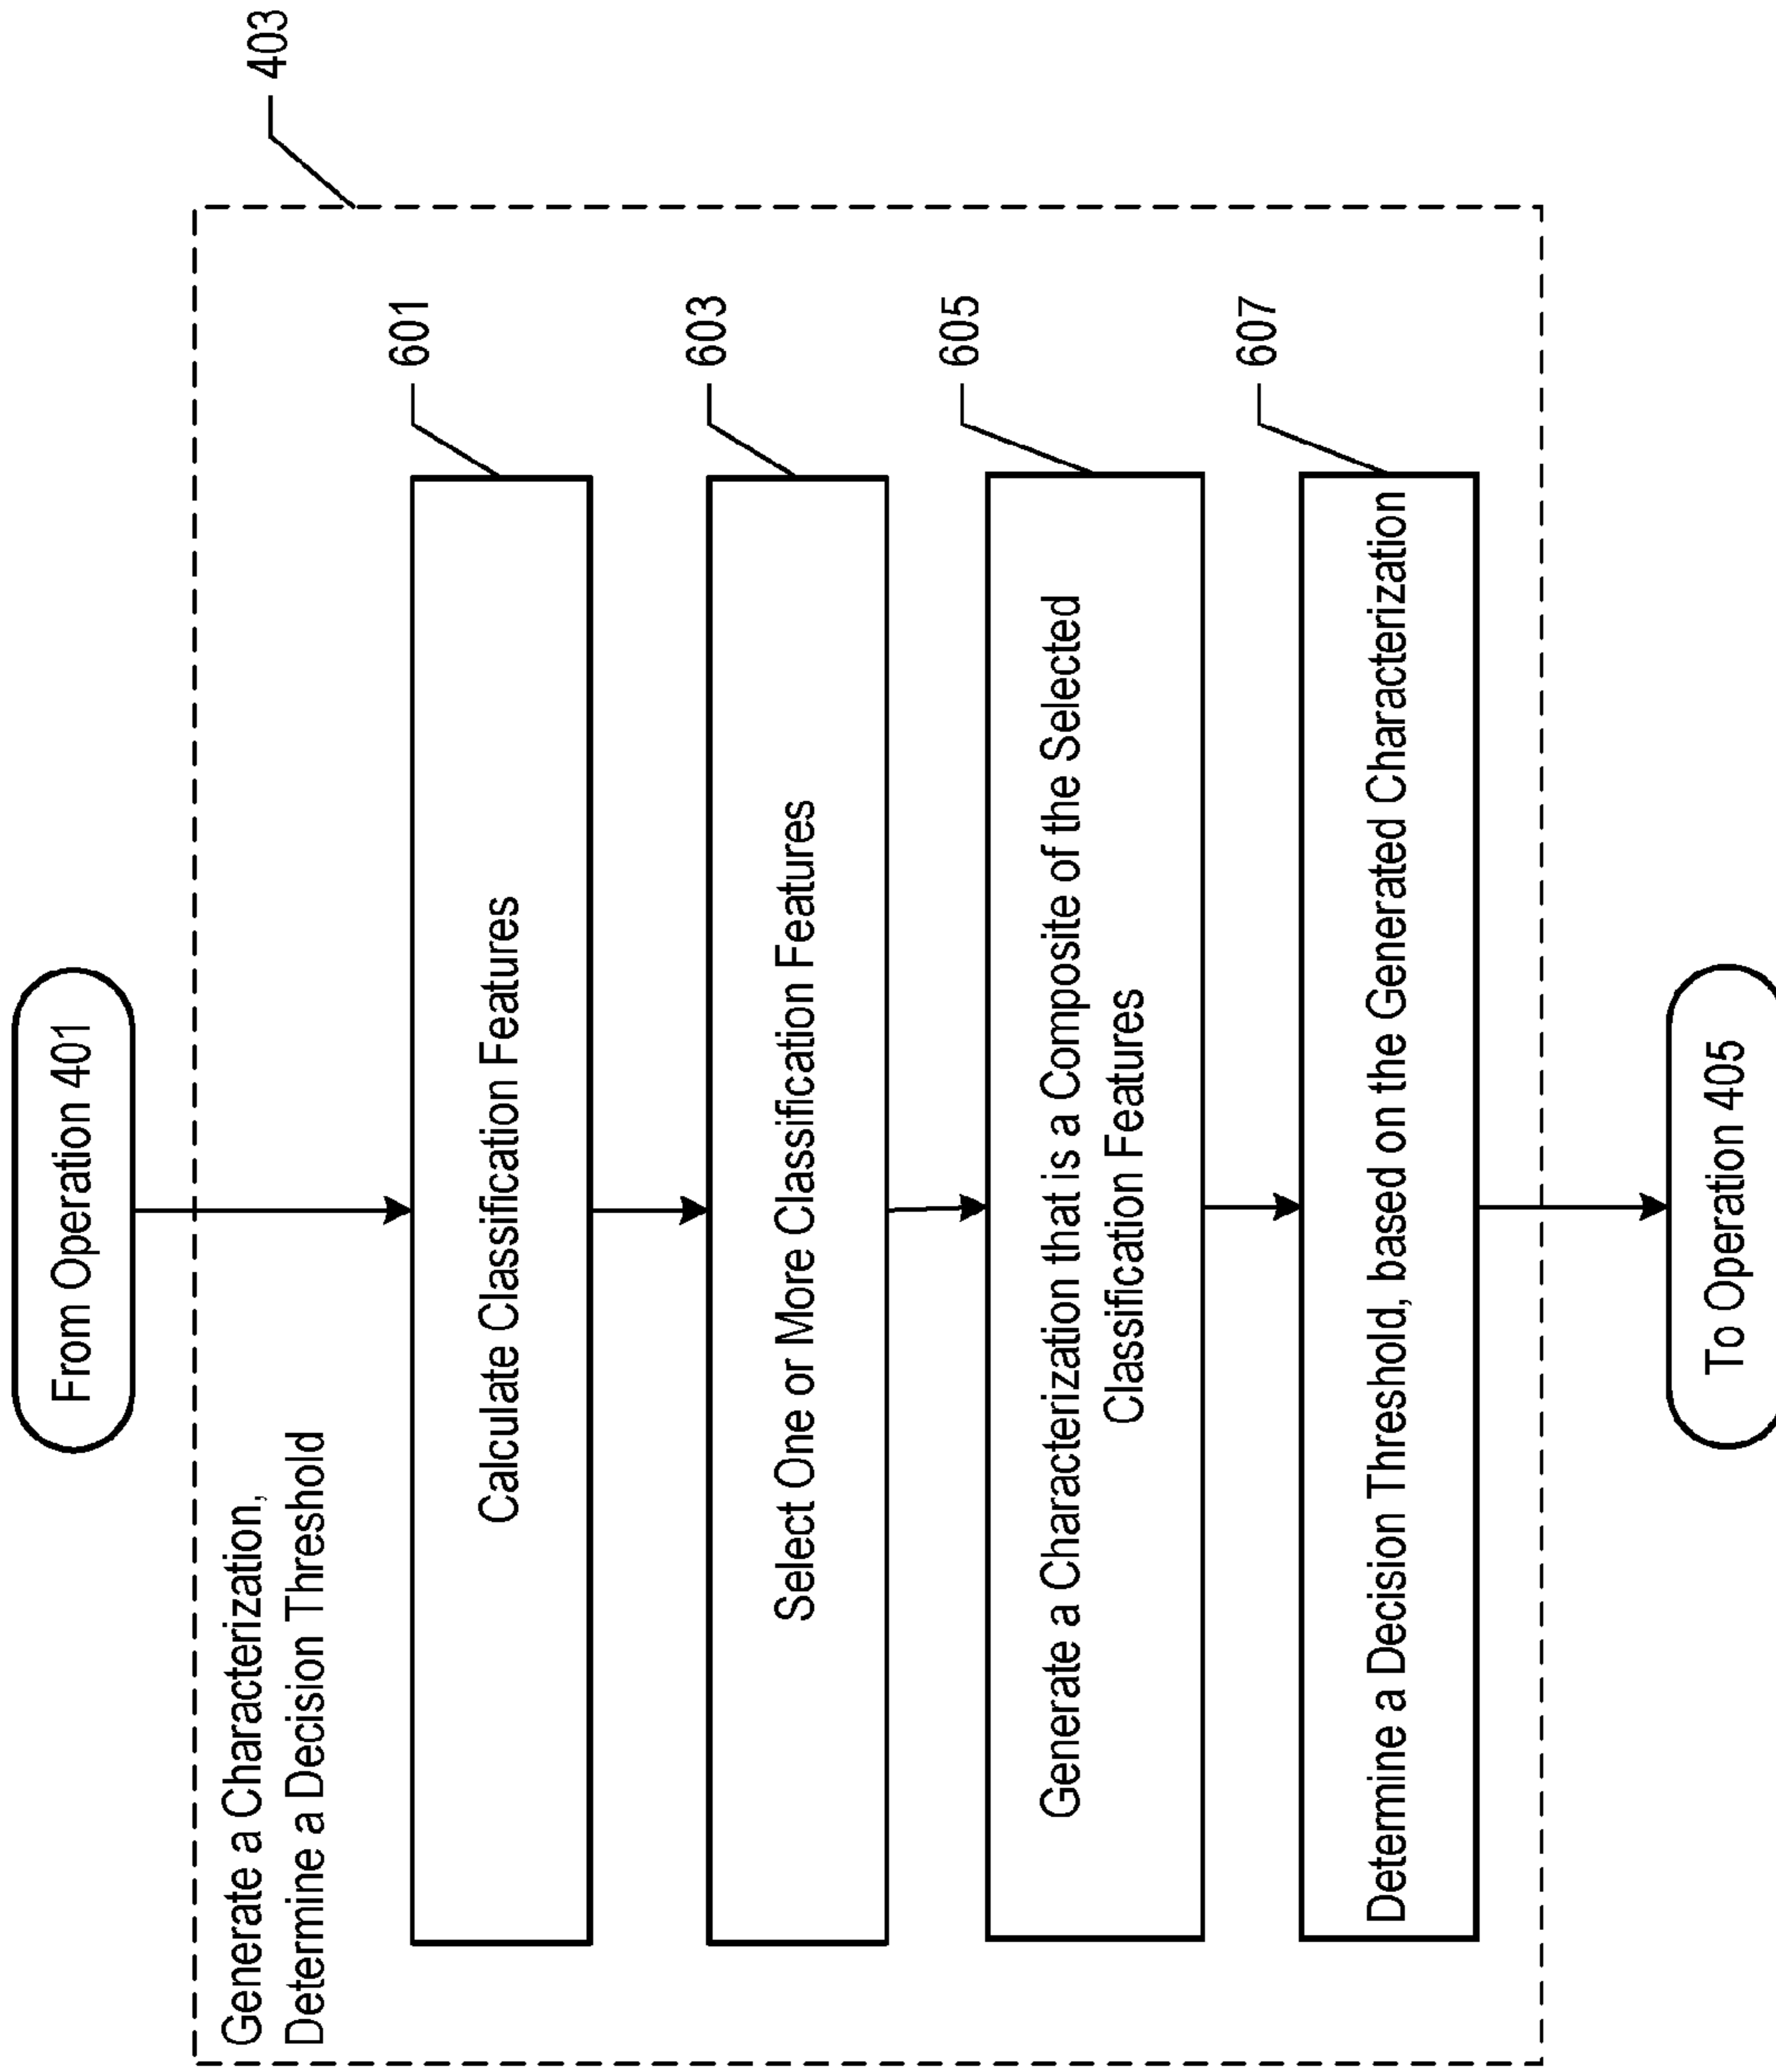 From Operation 401
403
Generate a Characterization,
Determine a Decision Threshold
601
Calculate Classification Features
603
Select One or More Classification Features
605
Generate a Characterization that is a Composite of the Selected
Classification Features
607
Determine a Decision Threshold, based on the Generated Characterization
To Operation 405